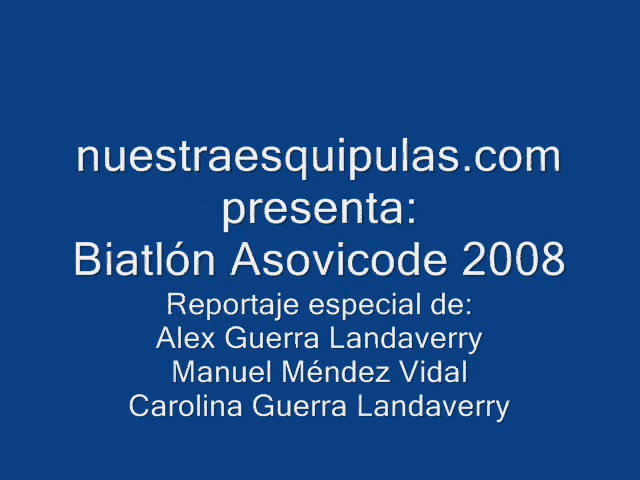 nuestraesquipulas.com
presenta:
Biatlón Asovicode 2008
Reportaje especial de:
Alex Guerra Landaverry
Manuel Méndez Vidal
Carolina Guerra Landaverry